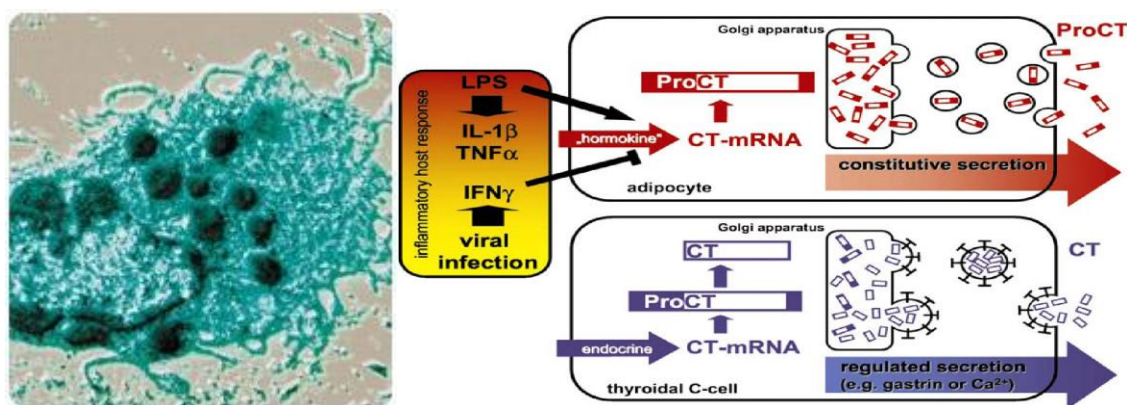 inflammatory host response
LPS
IL-1β
TNFα
IFNγ
viral
infection
Golgi apparatus
ProCT
ProCT
„hormokine"
CT-mRNA
constitutive secretion
adipocyte
Golgi apparatus
CT
CT
ProCT
endocrine
CT-mRNA
regulated secretion
(e.g. gastrin or Ca²⁺)
thyroidal C-cell